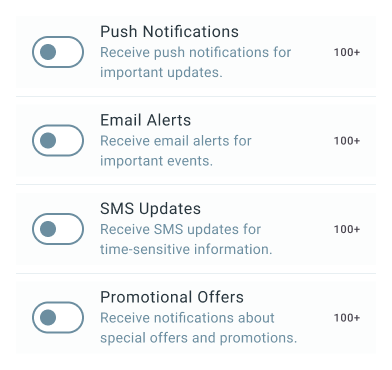 Push Notifications
Receive push notifications for
important updates.
100+
Email Alerts
Receive email alerts for
important events.
100+
SMS Updates
Receive SMS updates for
time-sensitive information.
100+
Promotional Offers
Receive notifications about
special offers and promotions.
100+